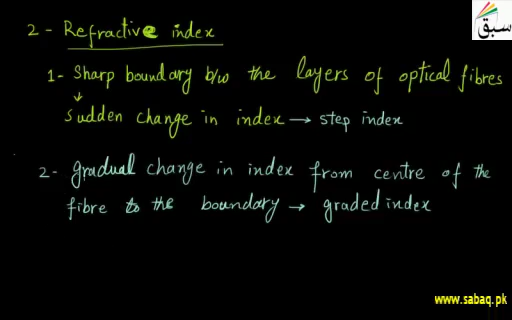 سبق
2 - Refractive index
1- Sharp boundary b/w the layers of optical fibres
↓
Sudden change in index → step index
2- gradual change in index from centre of the
fibre to the boundary → graded index
www.sabaq.pk